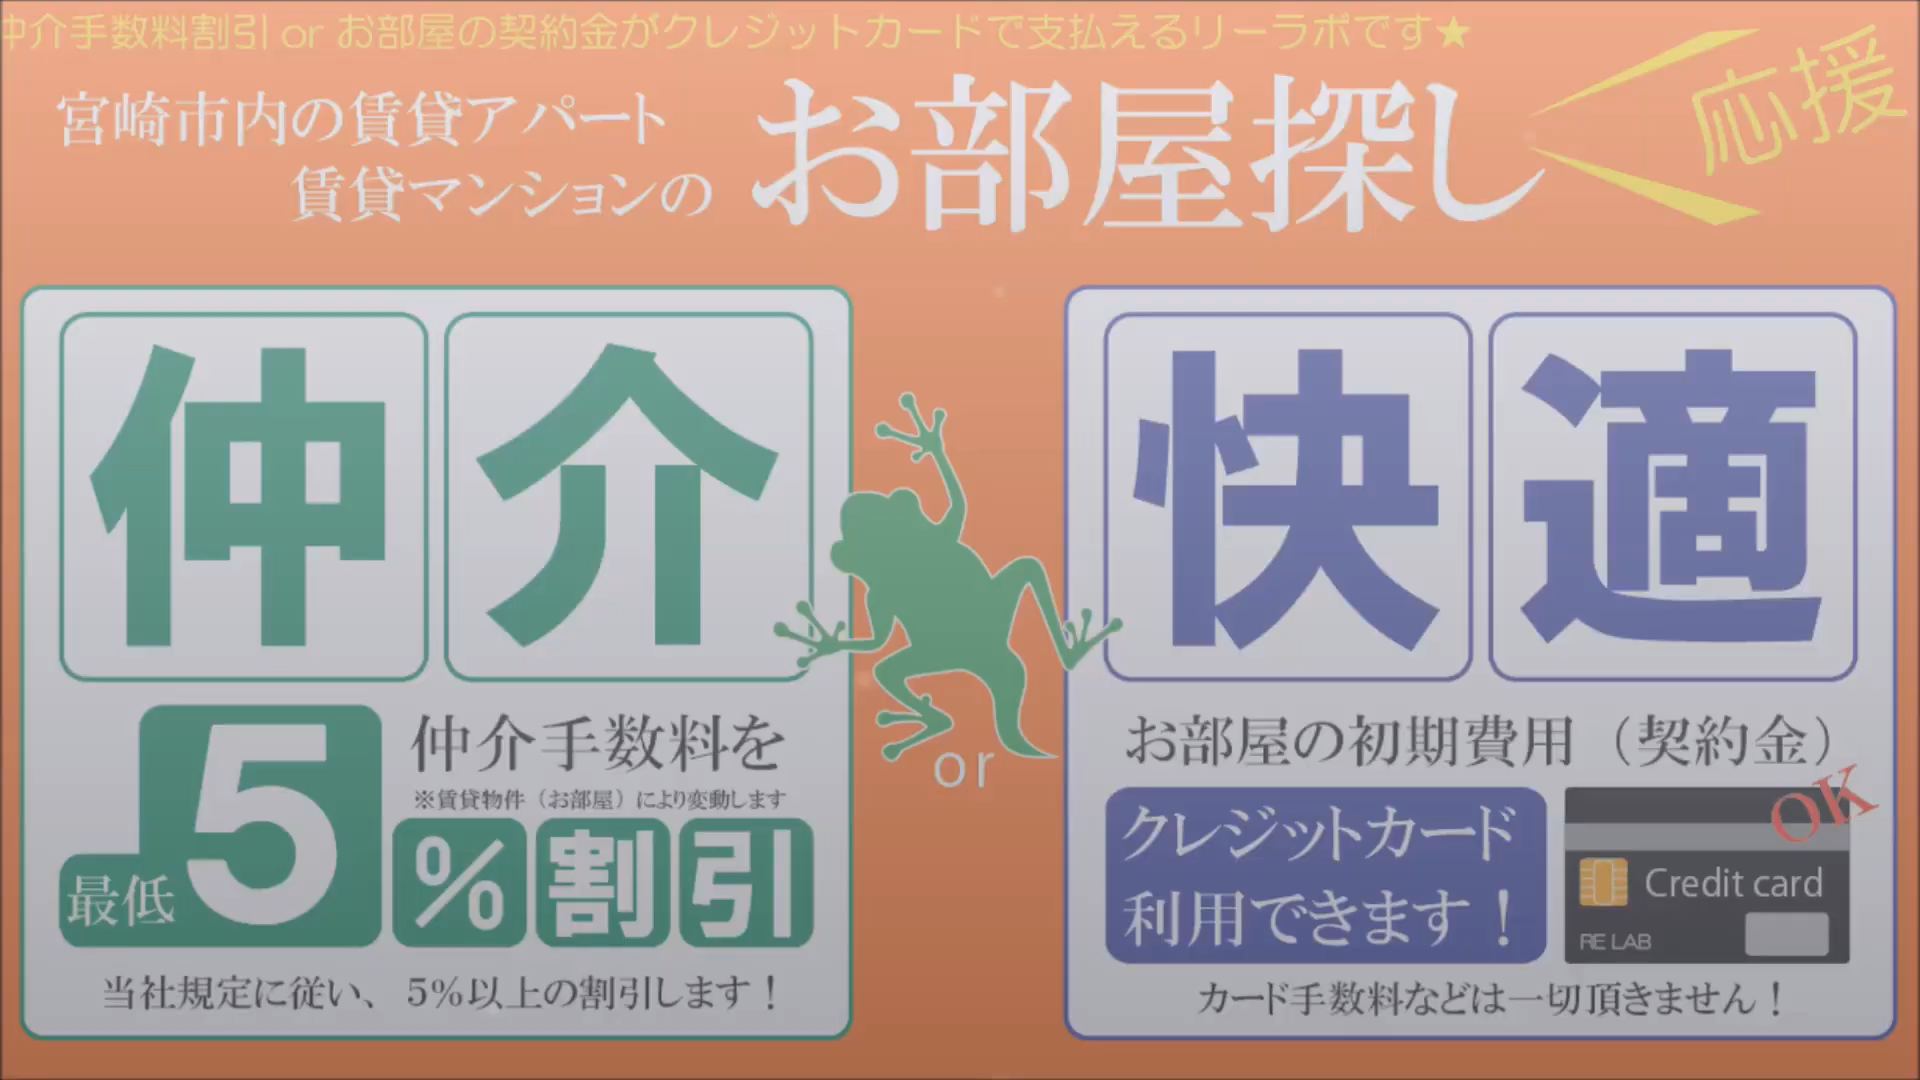 仲介手数料割引 or お部屋の契約金がクレジットカードで支払えるリーラボです★
宮崎市内の賃貸アパート
賃貸マンションの
お部屋探し
応援
仲介
仲介手数料を
※賃貸物件（お部屋）により変動します
最低5%割引
当社規定に従い、5%以上の割引します！
or
快適
お部屋の初期費用（契約金）
クレジットカード
利用できます！
OK
Credit card
RE LAB
カード手数料などは一切頂きません！